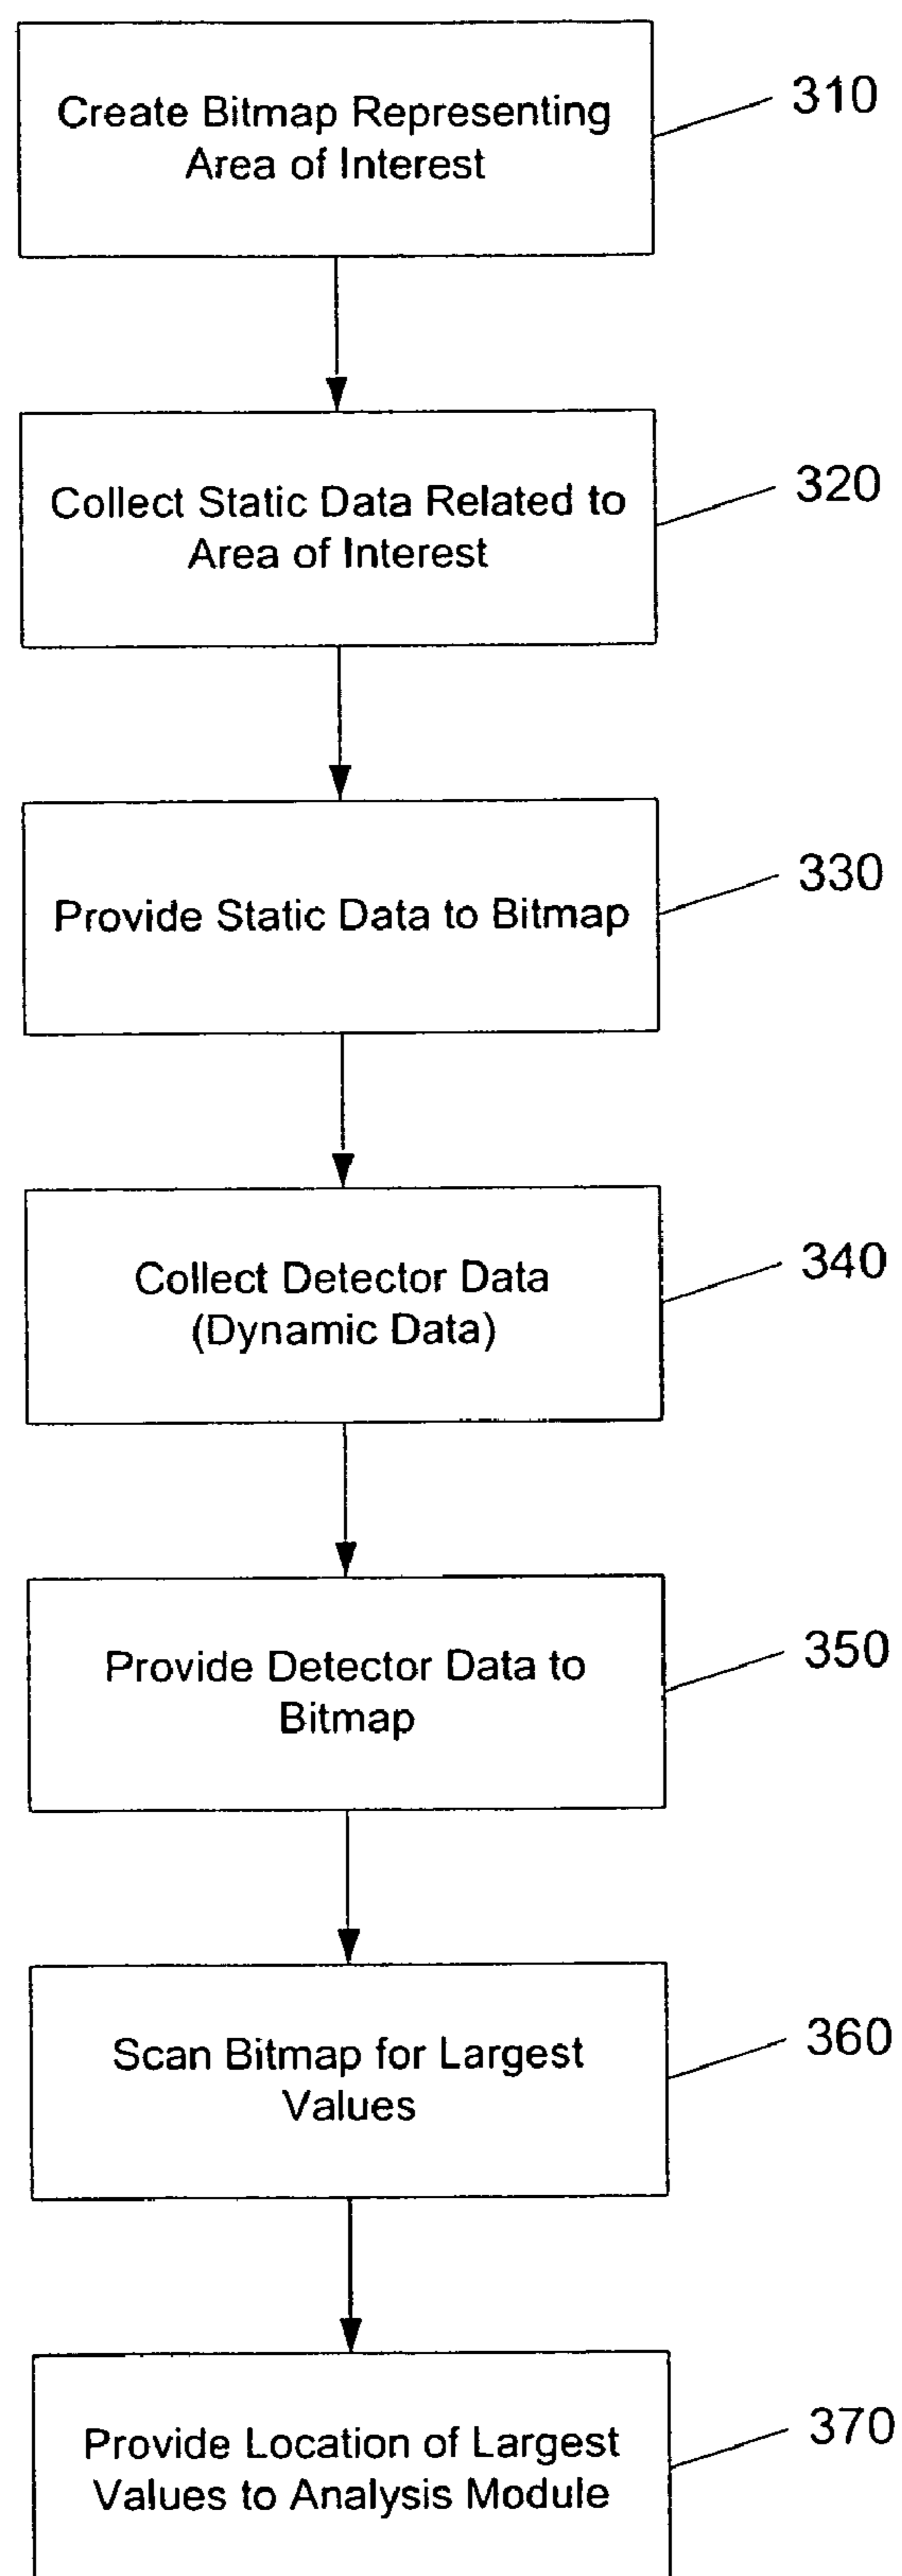 Create Bitmap Representing
Area of Interest
310
Collect Static Data Related to
Area of Interest
320
Provide Static Data to Bitmap
330
Collect Detector Data
(Dynamic Data)
340
Provide Detector Data to
Bitmap
350
Scan Bitmap for Largest
Values
360
Provide Location of Largest
Values to Analysis Module
370